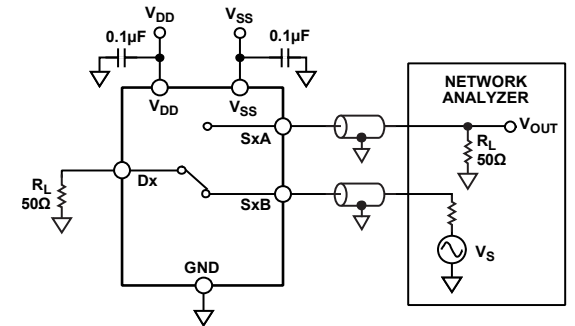 VDD
VSS
0.1µF
0.1µF
VDD
VSS
NETWORK
ANALYZER
SxA
VOUT
RL
50Ω
Dx
RL
50Ω
SxB
VS
GND